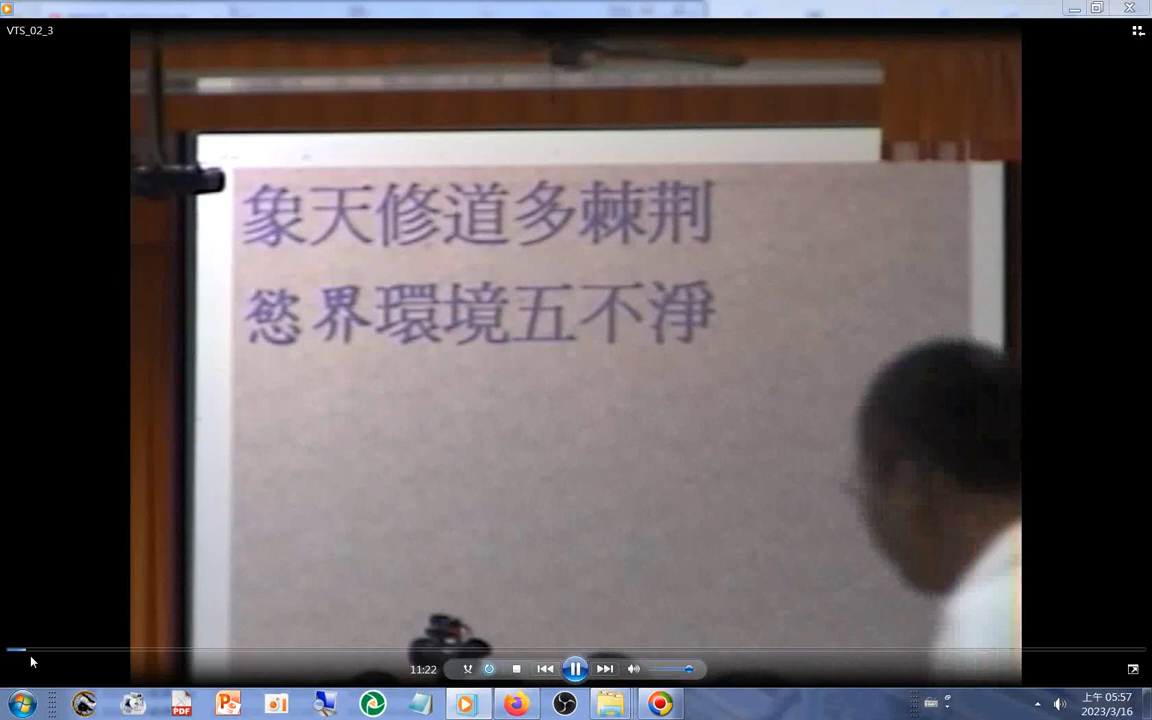 VTS_02_3
象天修道多棘荆
慾界環境五不淨
11:22
PDF
上午 05:57
2023/3/16